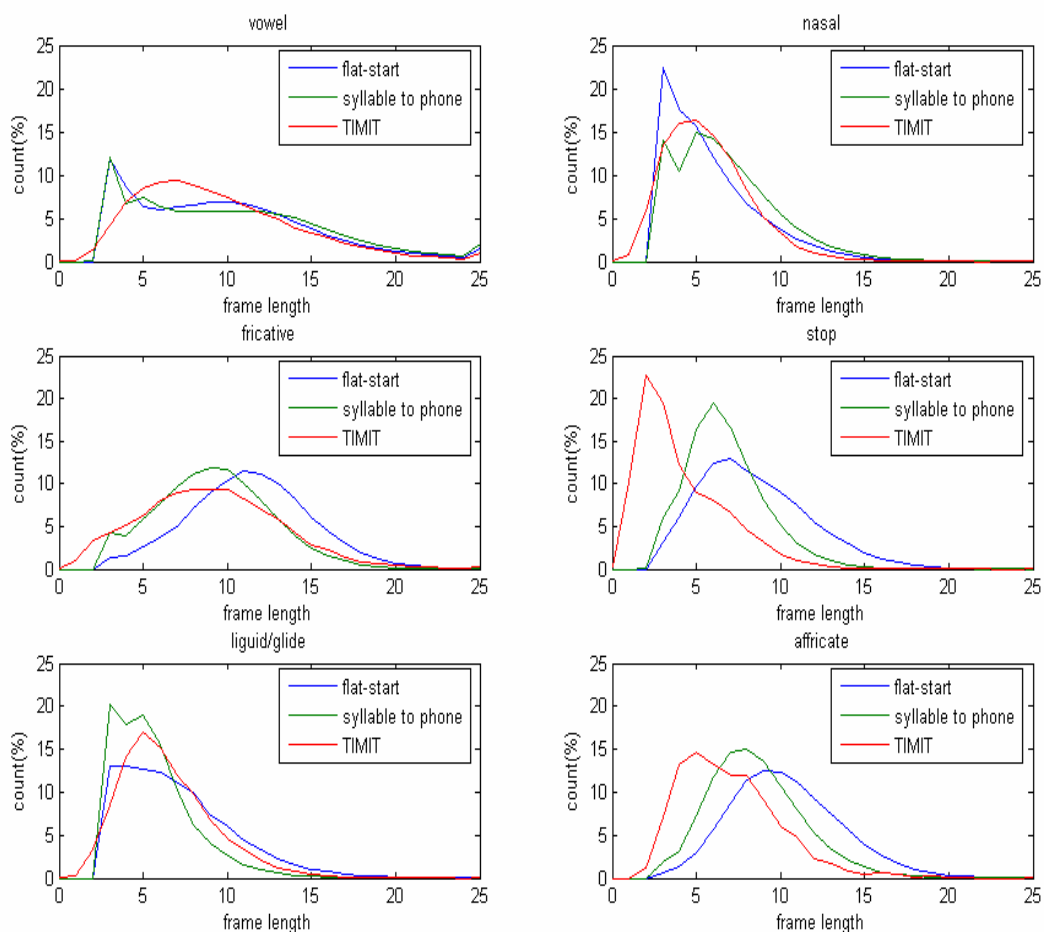 vowel
25
20
15
10
5
0
count(%)
flat-start
syllable to phone
TIMIT
0 5 10 15 20 25
frame length
nasal
25
20
15
10
5
0
count(%)
flat-start
syllable to phone
TIMIT
0 5 10 15 20 25
frame length
fricative
25
20
15
10
5
0
count(%)
flat-start
syllable to phone
TIMIT
0 5 10 15 20 25
frame length
stop
25
20
15
10
5
0
count(%)
flat-start
syllable to phone
TIMIT
0 5 10 15 20 25
frame length
liguid/glide
25
20
15
10
5
0
count(%)
flat-start
syllable to phone
TIMIT
0 5 10 15 20 25
frame length
affricate
25
20
15
10
5
0
count(%)
flat-start
syllable to phone
TIMIT
0 5 10 15 20 25
frame length